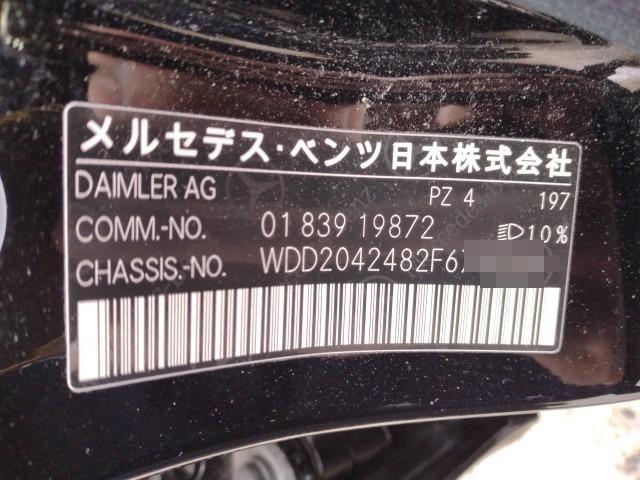 メルセデス・ベンツ日本株式会社
DAIMLER AG PZ 4 197
COMM.-NO. 01 839 19872 10%
CHASSIS.-NO. WDD2042482F6